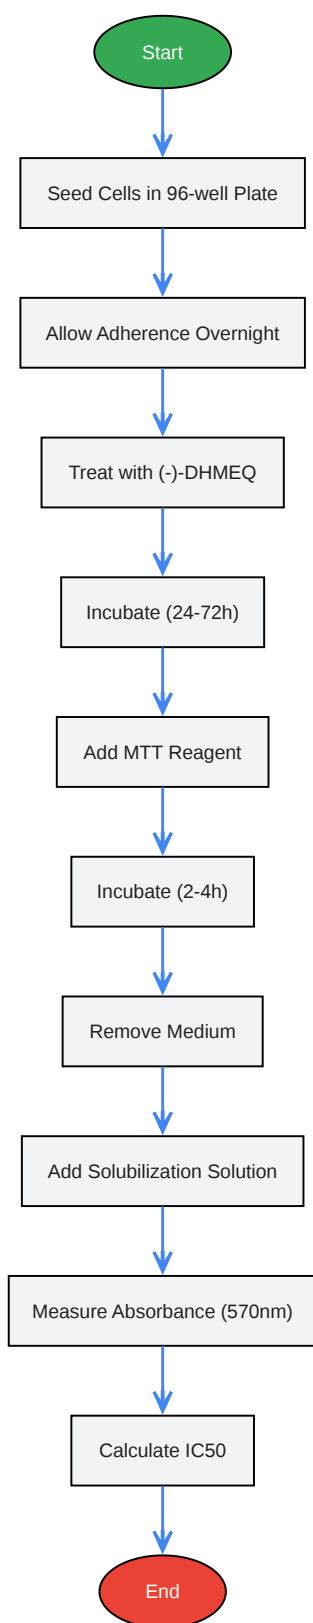 Start
Seed Cells in 96-well Plate
Allow Adherence Overnight
Treat with (-)-DHMEQ
Incubate (24-72h)
Add MTT Reagent
Incubate (2-4h)
Remove Medium
Add Solubilization Solution
Measure Absorbance (570nm)
Calculate IC50
End